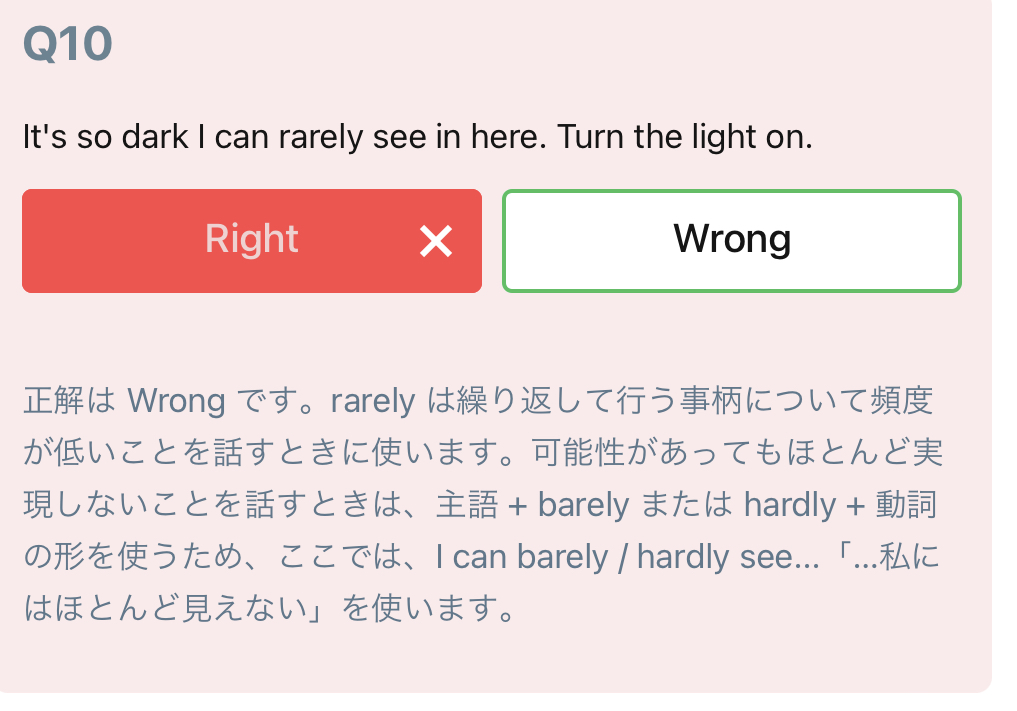 Q10
It's so dark I can rarely see in here. Turn the light on.
Right ×
Wrong
正解は Wrong です。rarely は繰り返して行う事柄について頻度
が低いことを話すときに使います。可能性があってもほとんど実
現しないことを話すときは、主語 + barely または hardly + 動詞
の形を使うため、ここでは、I can barely / hardly see...「...私に
はほとんど見えない」を使います。